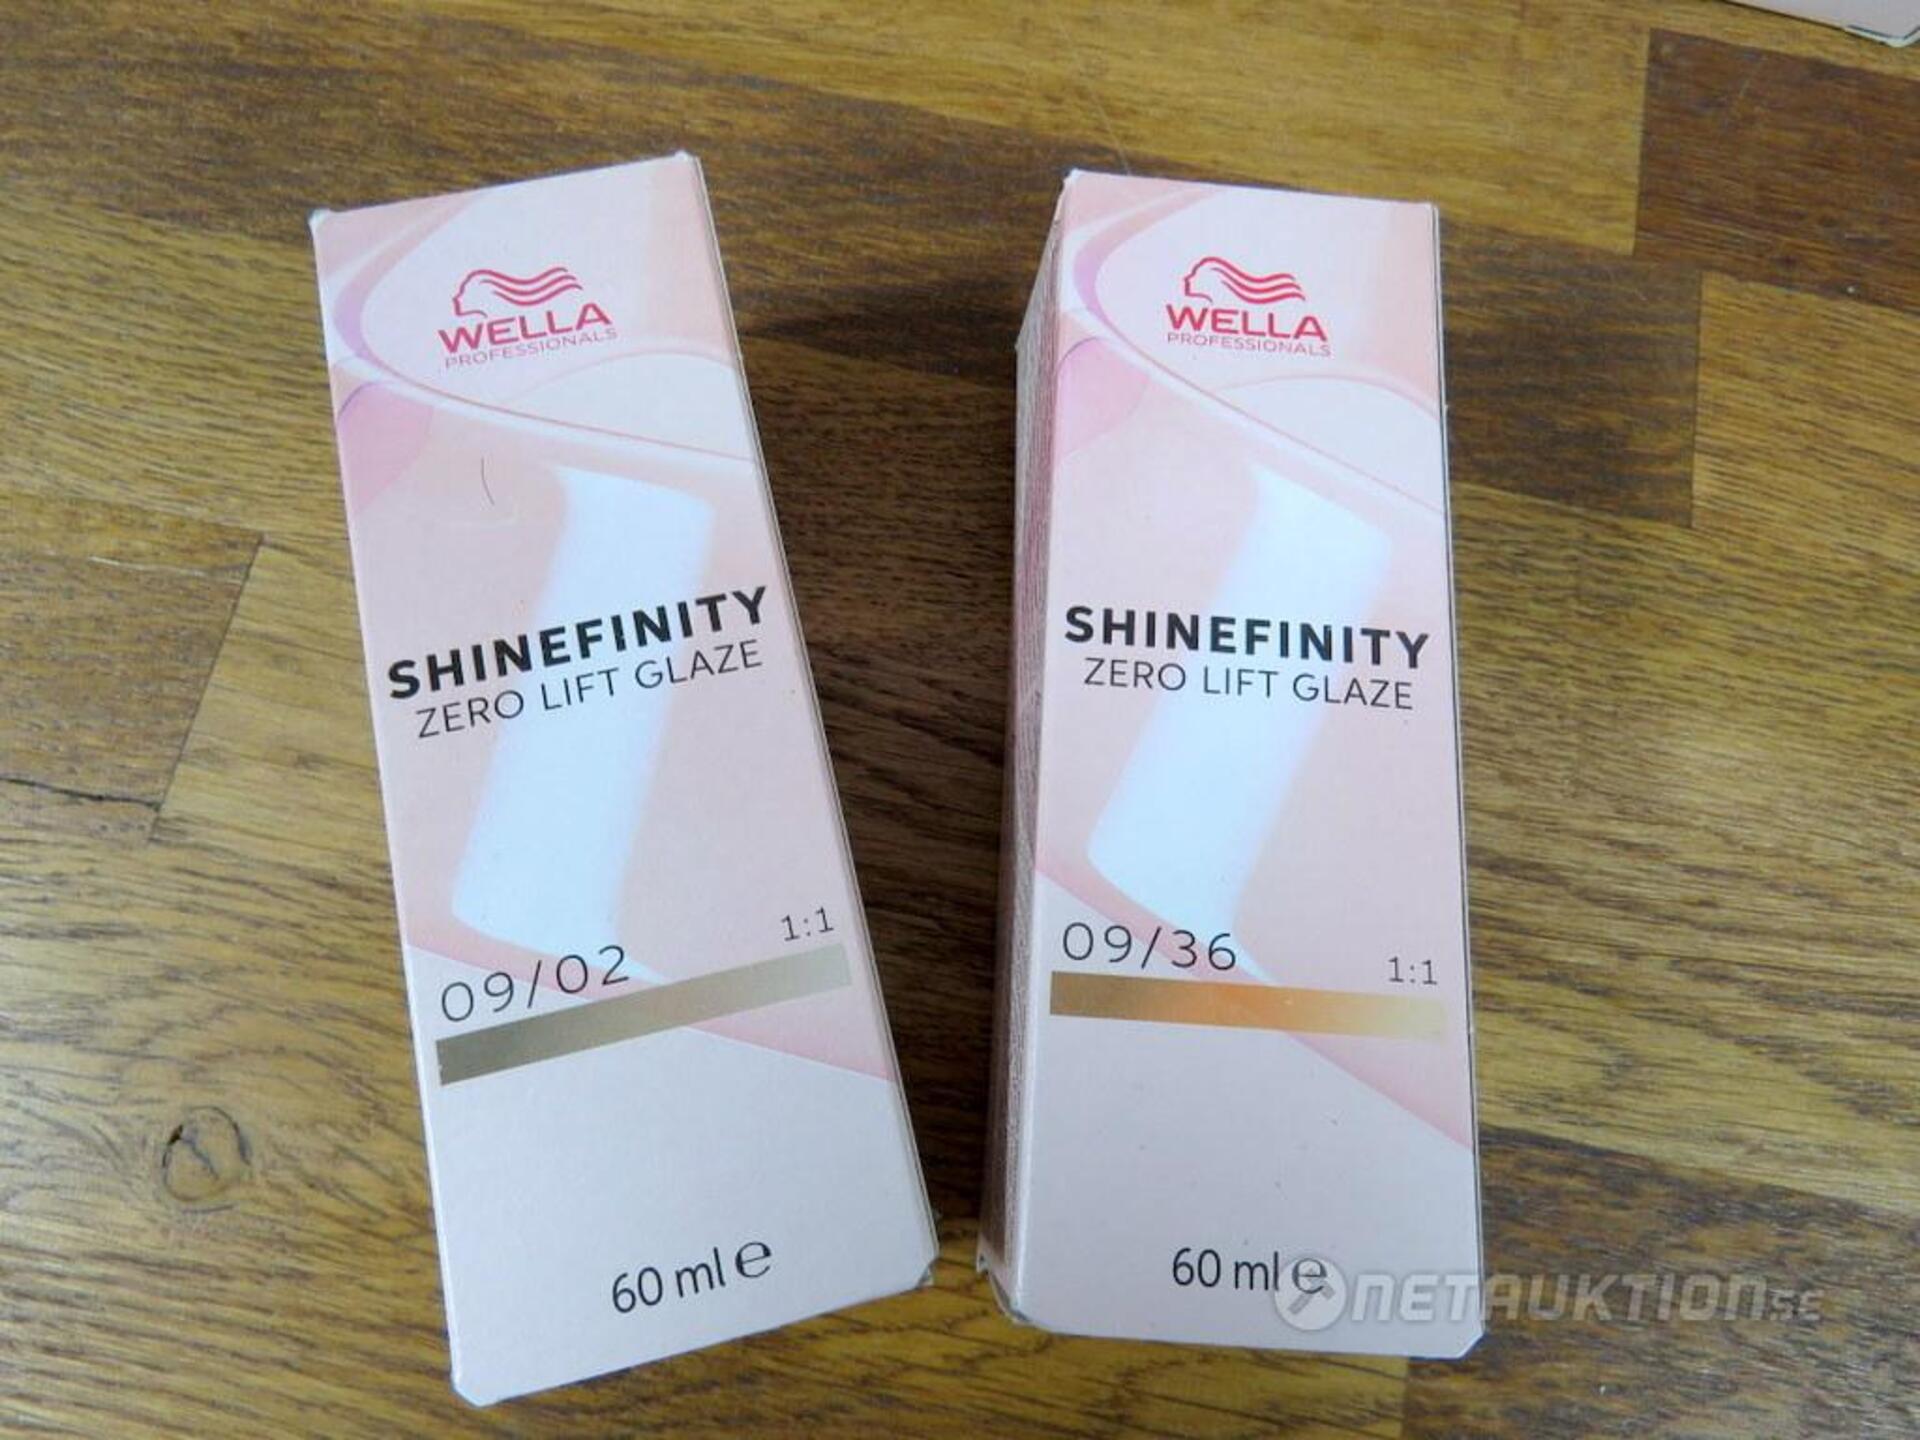 WELLA
PROFESSIONALS
SHINEFINITY
ZERO LIFT GLAZE
09/02
1:1
60 ml e
WELLA
PROFESSIONALS
SHINEFINITY
ZERO LIFT GLAZE
09/36
1:1
60 ml e
NETAUKTION.SE